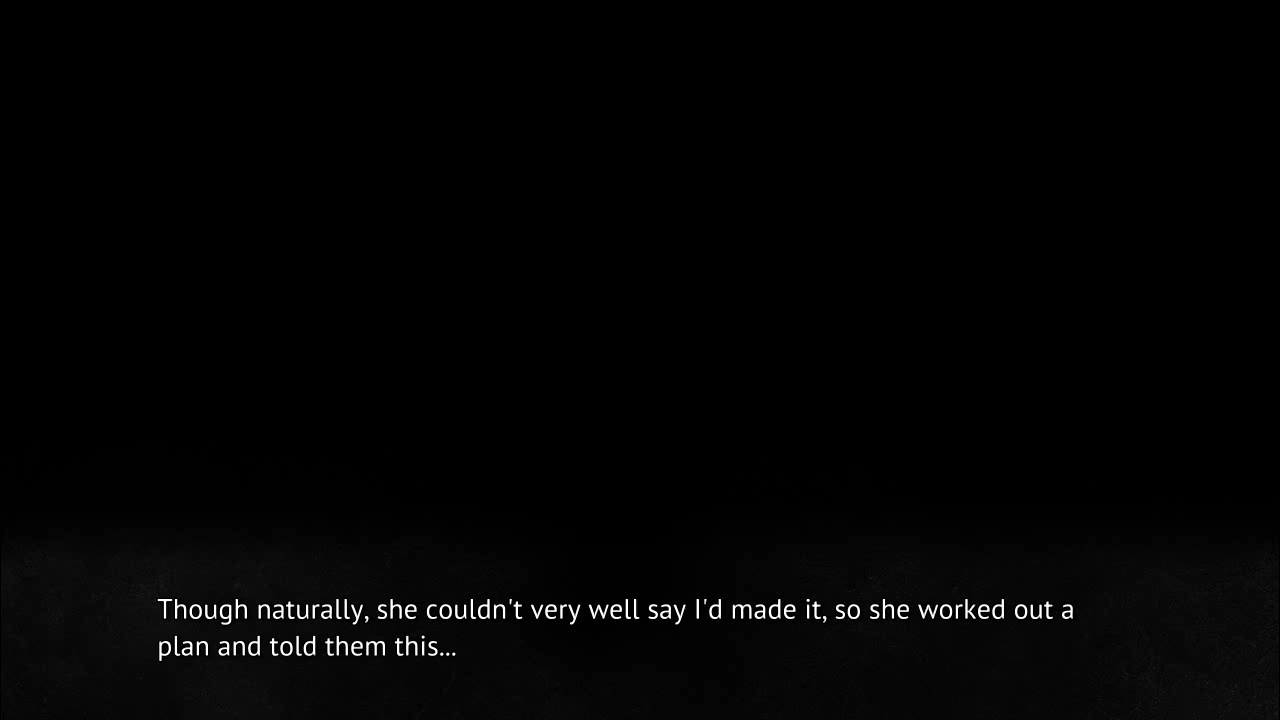 Though naturally, she couldn't very well say I'd made it, so she worked out a
plan and told them this...